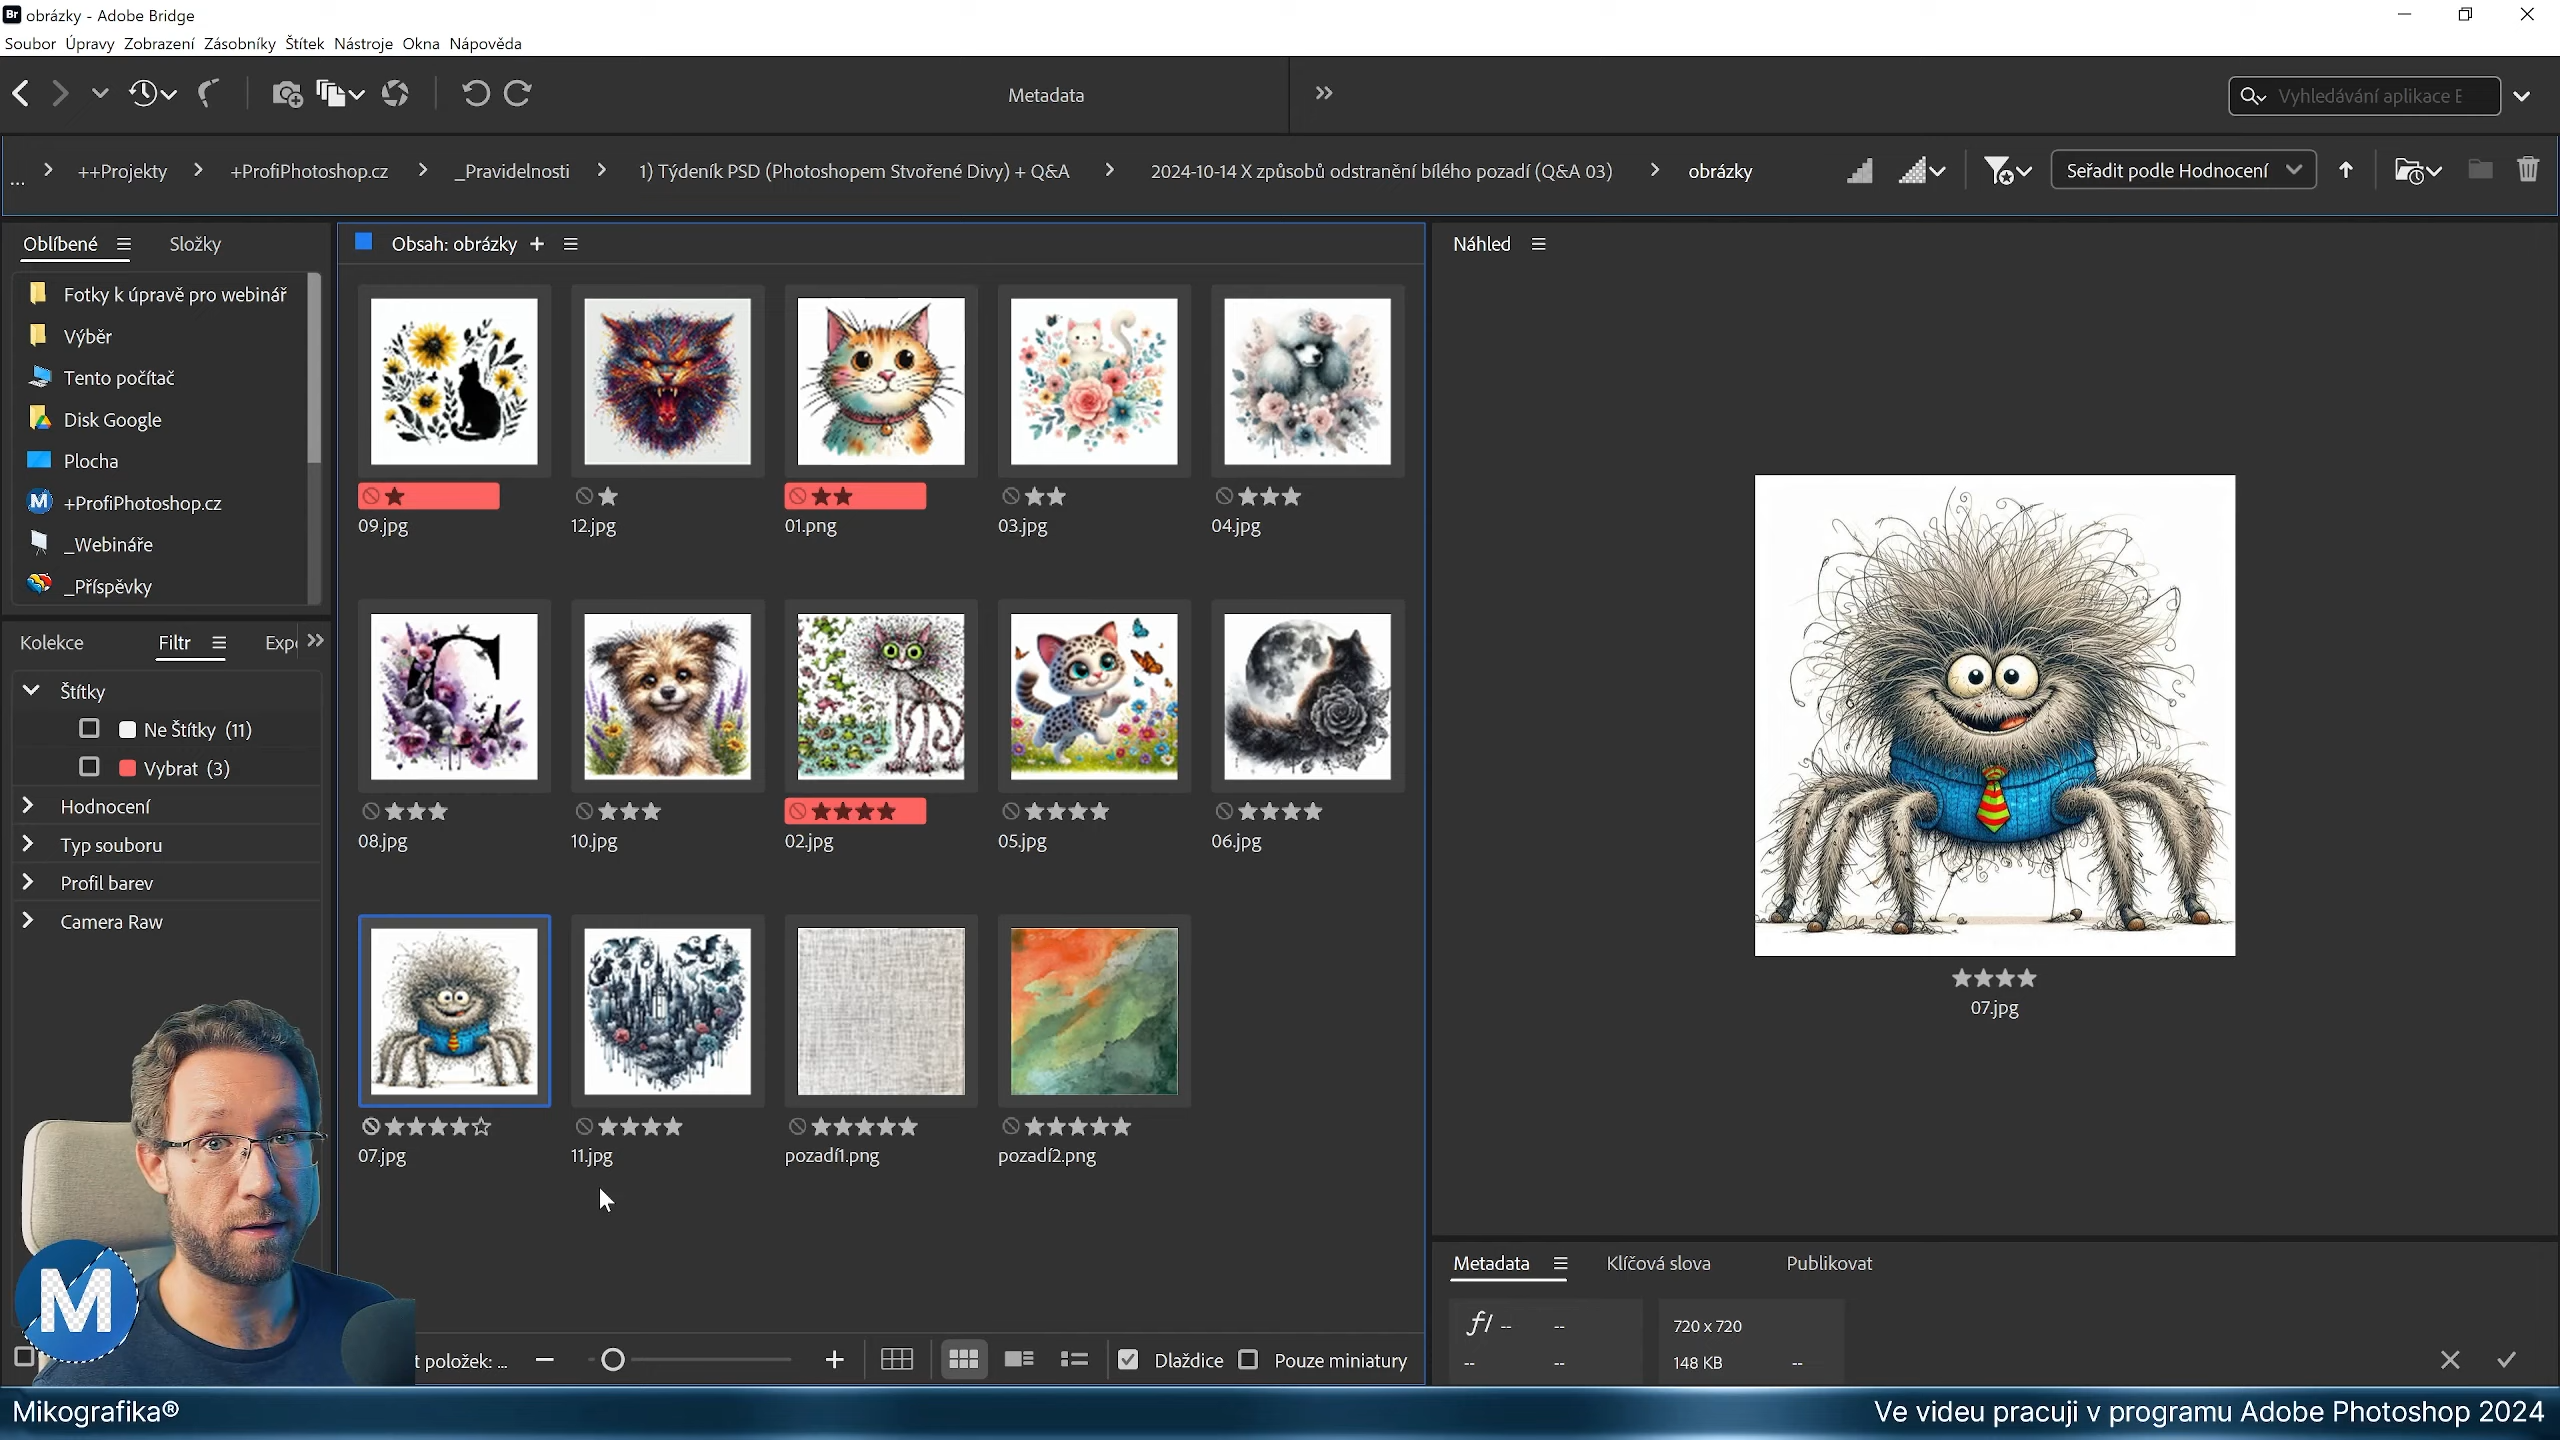 Br obrázky - Adobe Bridge
Soubor Úpravy Zobrazení Zásobníky Štítek Nástroje Okna Nápověda
Metadata
Vyhledávání aplikace
... ++Projekty +ProfiPhotoshop.cz _Pravidelnosti 1) Týdeník PSD (Photoshopem Stvořené Divy) + Q&A 2024-10-14 X způsobů odstranění bílého pozadí (Q&A 03) obrázky
Seřadit podle Hodnocení
Oblíbené Složky
Fotky k úpravě pro webinář
Výběr
Tento počítač
Disk Google
Plocha
+ProfiPhotoshop.cz
_Webináře
_Příspěvky
Kolekce Filtr Exp
Štítky
Ne Štítky (11)
Vybrat (3)
Hodnocení
Typ souboru
Profil barev
Camera Raw
Obsah: obrázky
09.jpg 12.jpg 01.png 03.jpg 04.jpg
08.jpg 10.jpg 02.jpg 05.jpg 06.jpg
07.jpg 11.jpg pozadí1.png pozadí2.png
t položek: ...
Dlaždice Pouze miniatury
Náhled
07.jpg
Metadata Klíčová slova Publikovat
f/ -- --
-- --
720 x 720
148 KB --
M
Mikografika®
Ve videu pracuji v programu Adobe Photoshop 2024